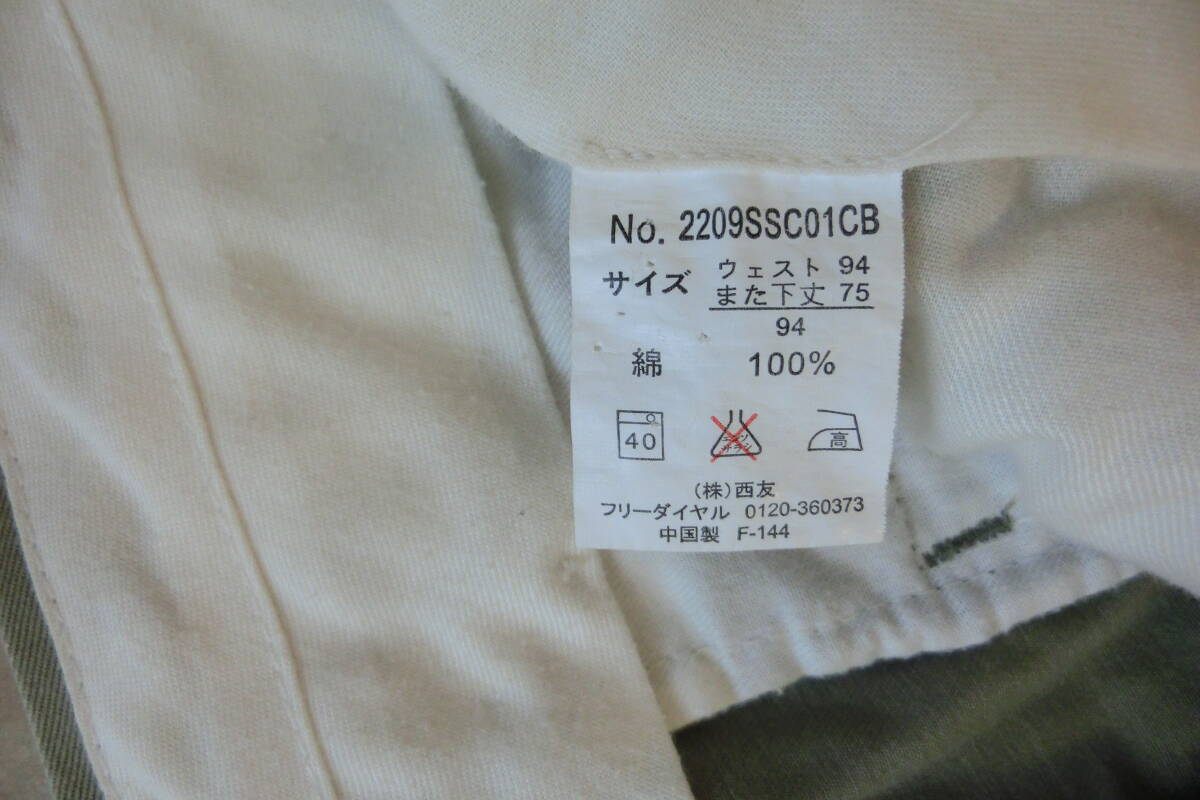 No. 2209SSC01CB
サイズ ウェスト 94
また下丈 75
94
綿 100%
40 エンソ サラシ 高
(株)西友
フリーダイヤル 0120-360373
中国製 F-144